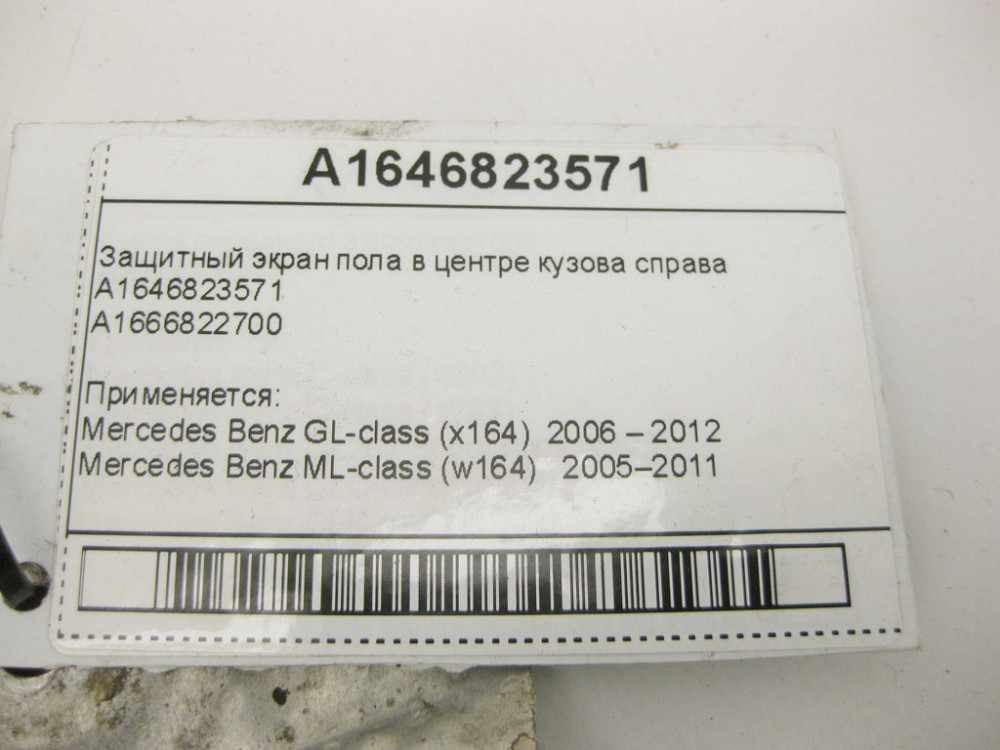 A1646823571
Защитный экран пола в центре кузова справа
A1646823571
A1666822700
Применяется:
Mercedes Benz GL-class (x164) 2006 – 2012
Mercedes Benz ML-class (w164) 2005–2011